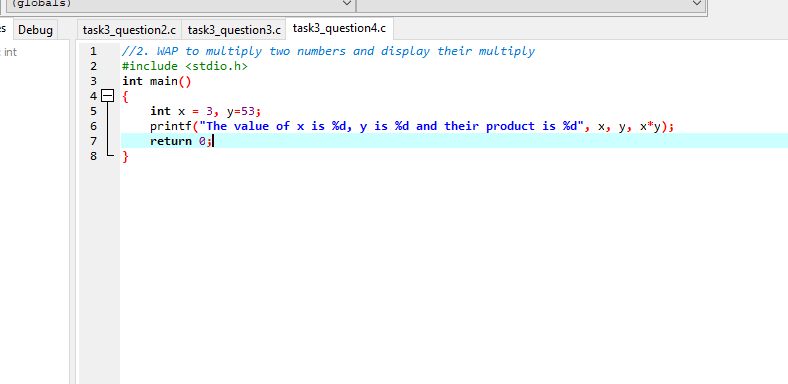 (globals)
es Debug task3_question2.c task3_question3.c task3_question4.c
: int
1 //2. WAP to multiply two numbers and display their multiply
2 #include <stdio.h>
3 int main()
4 {
5 int x = 3, y=53;
6 printf("The value of x is %d, y is %d and their product is %d", x, y, x*y);
7 return 0;
8 }